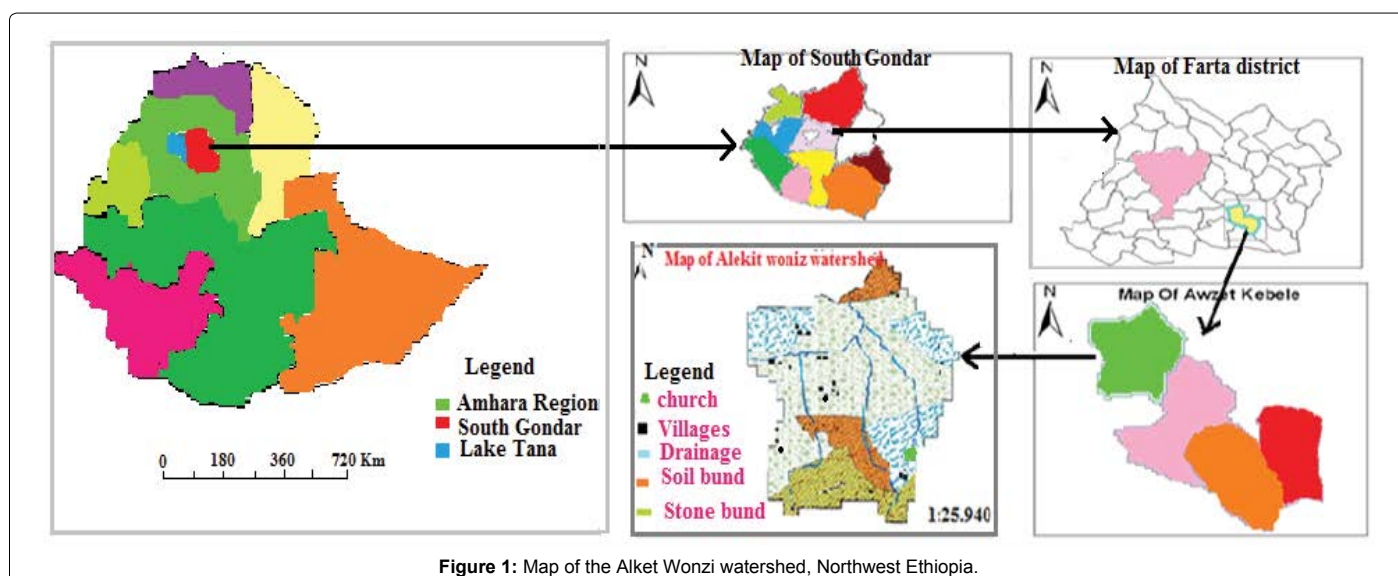 Legend
Amhara Region
South Gondar
Lake Tana
0 180 360 720 Km
N
Map of South Gondar
N
Map of Farta district
N
Map of Alekit woniz watershed
Legend
church
Villages
Drainage
Soil bund
Stone bund
1:25.940
N
Map Of Awzet Kebele
Figure 1: Map of the Alket Wonzi watershed, Northwest Ethiopia.